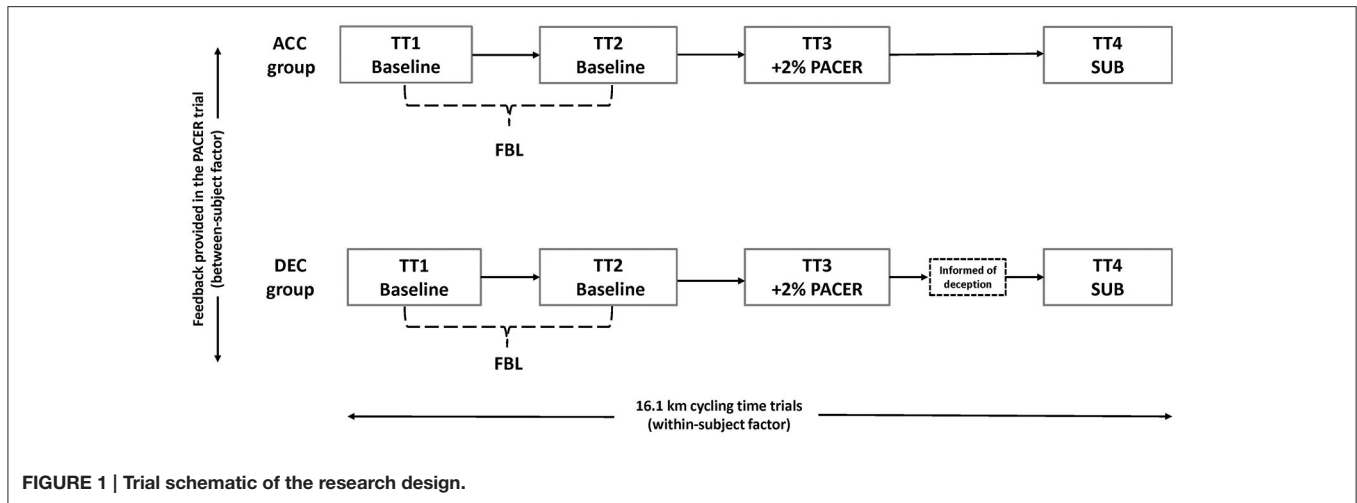 ACC
group
TT1
Baseline
TT2
Baseline
TT3
+2% PACER
TT4
SUB
FBL
Feedback provided in the PACER trial
(between-subject factor)
DEC
group
TT1
Baseline
TT2
Baseline
TT3
+2% PACER
Informed of
deception
TT4
SUB
FBL
16.1 km cycling time trials
(within-subject factor)
FIGURE 1 | Trial schematic of the research design.